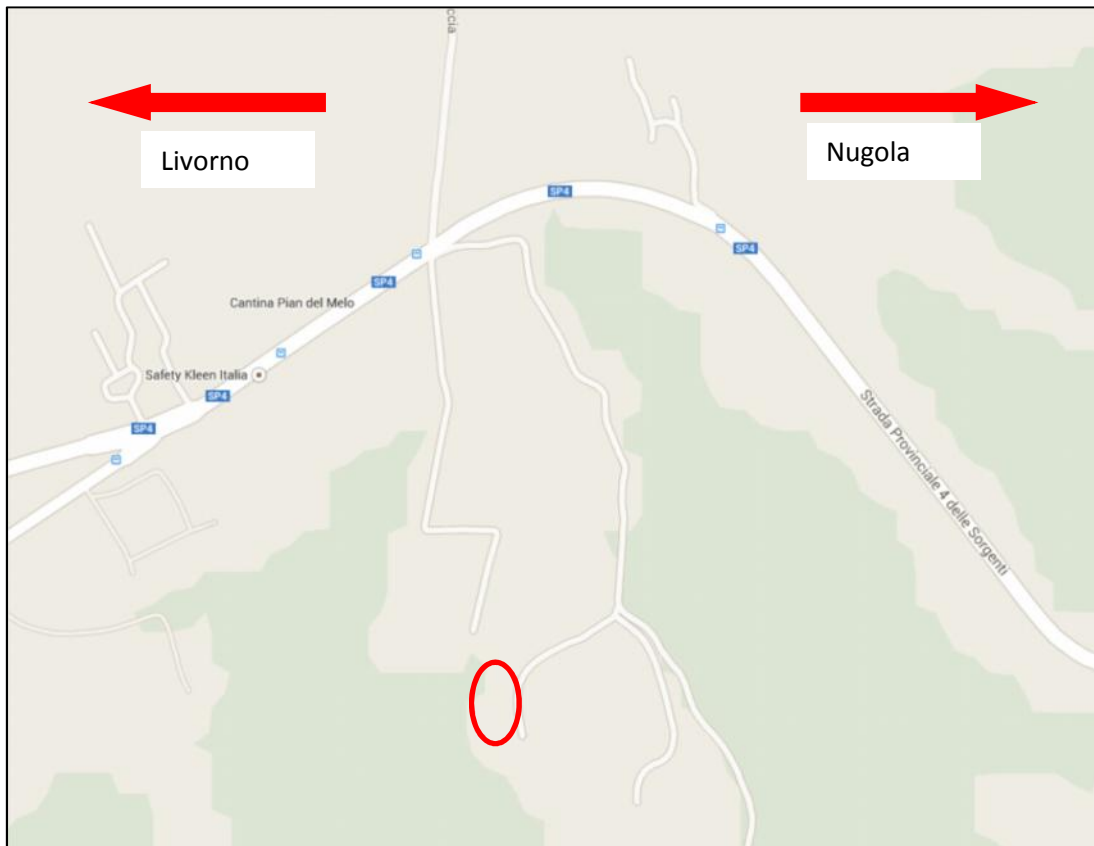 ccia
Livorno
Nugola
SP4
SP4
SP4
Cantina Pian del Melo
Safety Kleen Italia
SP4
SP4
Strada Provinciale 4 delle Sorgenti